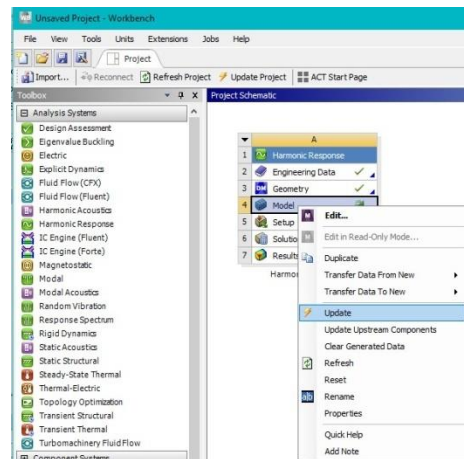 Unsaved Project - Workbench
File View Tools Units Extensions Jobs Help
Project
Import... Reconnect Refresh Project Update Project ACT Start Page
Toolbox
Project Schematic
Analysis Systems
Design Assessment
Eigenvalue Buckling
Electric
Explicit Dynamics
Fluid Flow (CFX)
Fluid Flow (Fluent)
Harmonic Acoustics
Harmonic Response
IC Engine (Fluent)
IC Engine (Forte)
Magnetostatic
Modal
Modal Acoustics
Random Vibration
Response Spectrum
Rigid Dynamics
Static Acoustics
Static Structural
Steady-State Thermal
Thermal-Electric
Topology Optimization
Transient Structural
Transient Thermal
Turbomachinery Fluid Flow
Component Systems
A
1 Harmonic Response
2 Engineering Data
3 DM Geometry
4 Model
5 Setup
6 Solutio
7 Results
Harmo
Edit...
Edit in Read-Only Mode...
Duplicate
Transfer Data From New
Transfer Data To New
Update
Update Upstream Components
Clear Generated Data
Refresh
Reset
Rename
Properties
Quick Help
Add Note